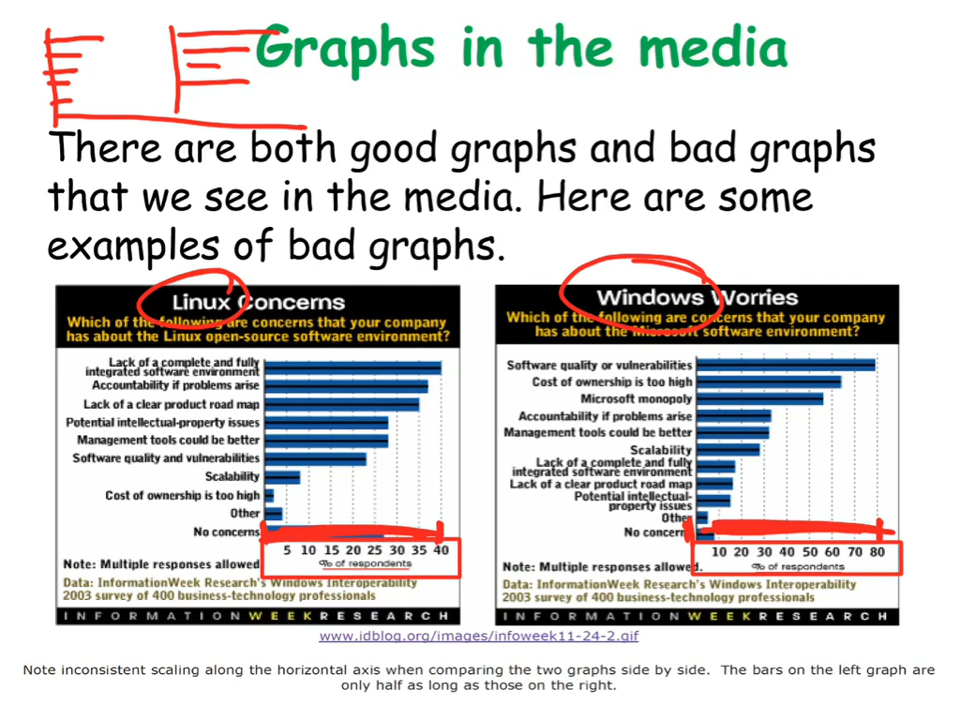 Graphs in the media
There are both good graphs and bad graphs
that we see in the media. Here are some
examples of bad graphs.
Linux Concerns
Which of the following are concerns that your company
has about the Linux open-source software environment?
Lack of a complete and fully
integrated software environment
Accountability if problems arise
Lack of a clear product road map
Potential intellectual-property issues
Management tools could be better
Software quality and vulnerabilities
Scalability
Cost of ownership is too high
Other
No concerns
5 10 15 20 25 30 35 40
% of respondents
Note: Multiple responses allowed
Data: InformationWeek Research's Windows Interoperability
2003 survey of 400 business-technology professionals
INFORMATIONWEEKRESEARCH
Windows Worries
Which of the following are concerns that your company
has about the Microsoft software environment?
Software quality or vulnerabilities
Cost of ownership is too high
Microsoft monopoly
Accountability if problems arise
Management tools could be better
Scalability
Lack of a complete and fully
integrated software environment
Lack of a clear product road map
Potential intellectual-
property issues
Other
No concern
10 20 30 40 50 60 70 80
% of respondents
Note: Multiple responses allowed.
Data: InformationWeek Research's Windows Interoperability
2003 survey of 400 business-technology professionals
INFORMATIONWEEKRESEARCH
www.idblog.org/images/infoweek11-24-2.gif
Note inconsistent scaling along the horizontal axis when comparing the two graphs side by side. The bars on the left graph are
only half as long as those on the right.